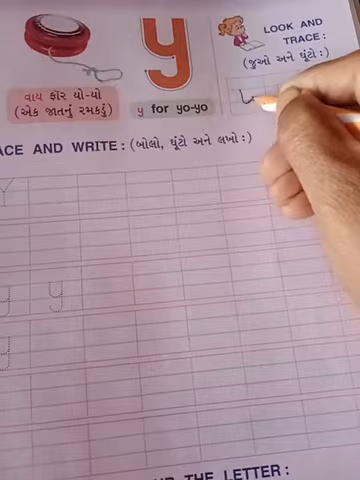 y
LOOK AND
TRACE:
(જુઓ અને ઘૂંટો:)
વાય ફૉર યો-યો
(એક જાતનું રમકડું)
y for yo-yo
ACE AND WRITE: (બોલો, ઘૂંટો અને લખો:)
y
y y
y
THE LETTER: